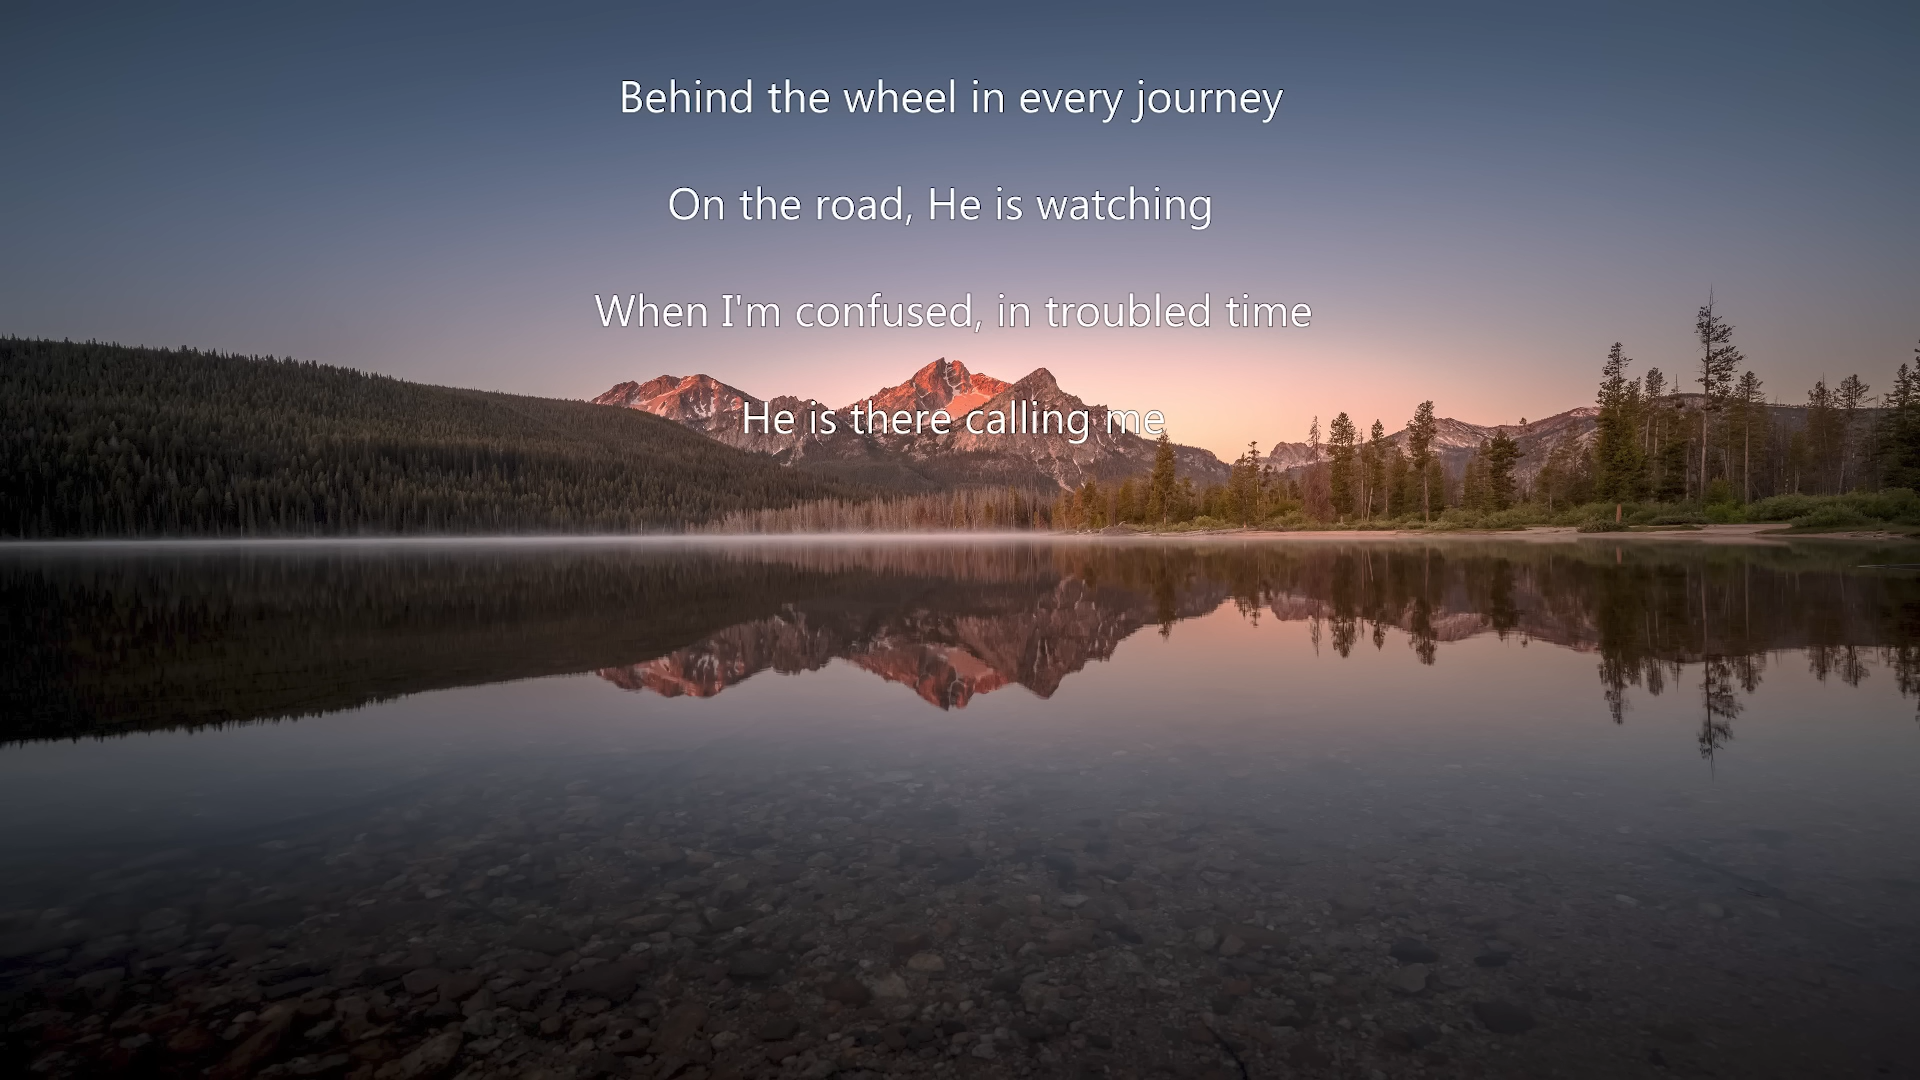 Behind the wheel in every journey
On the road, He is watching
When I'm confused, in troubled time
He is there calling me